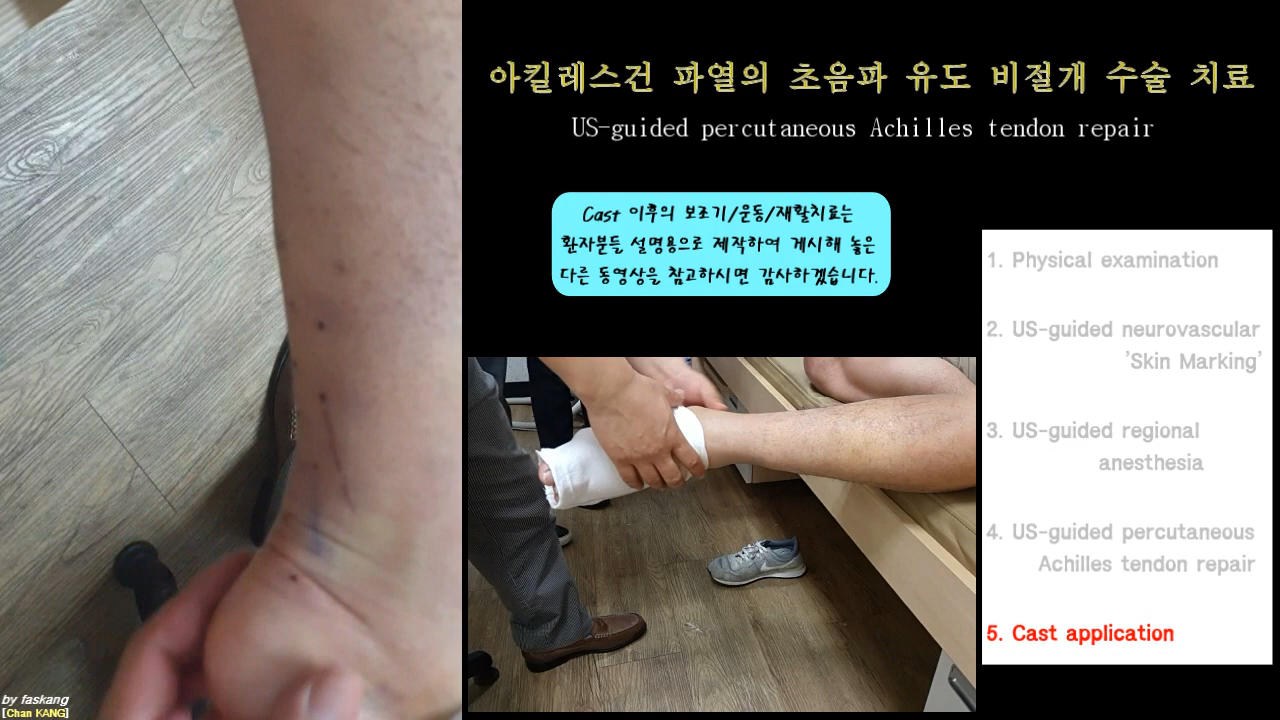 아킬레스건 파열의 초음파 유도 비절개 수술 치료
US-guided percutaneous Achilles tendon repair
Cast 이후의 보조기/운동/재활치료는
환자분들 설명용으로 제작하여 게시해 놓은
다른 동영상을 참고하시면 감사하겠습니다.
1. Physical examination
2. US-guided neurovascular
'Skin Marking'
3. US-guided regional
anesthesia
4. US-guided percutaneous
Achilles tendon repair
5. Cast application
by faskang
[Chan KANG]